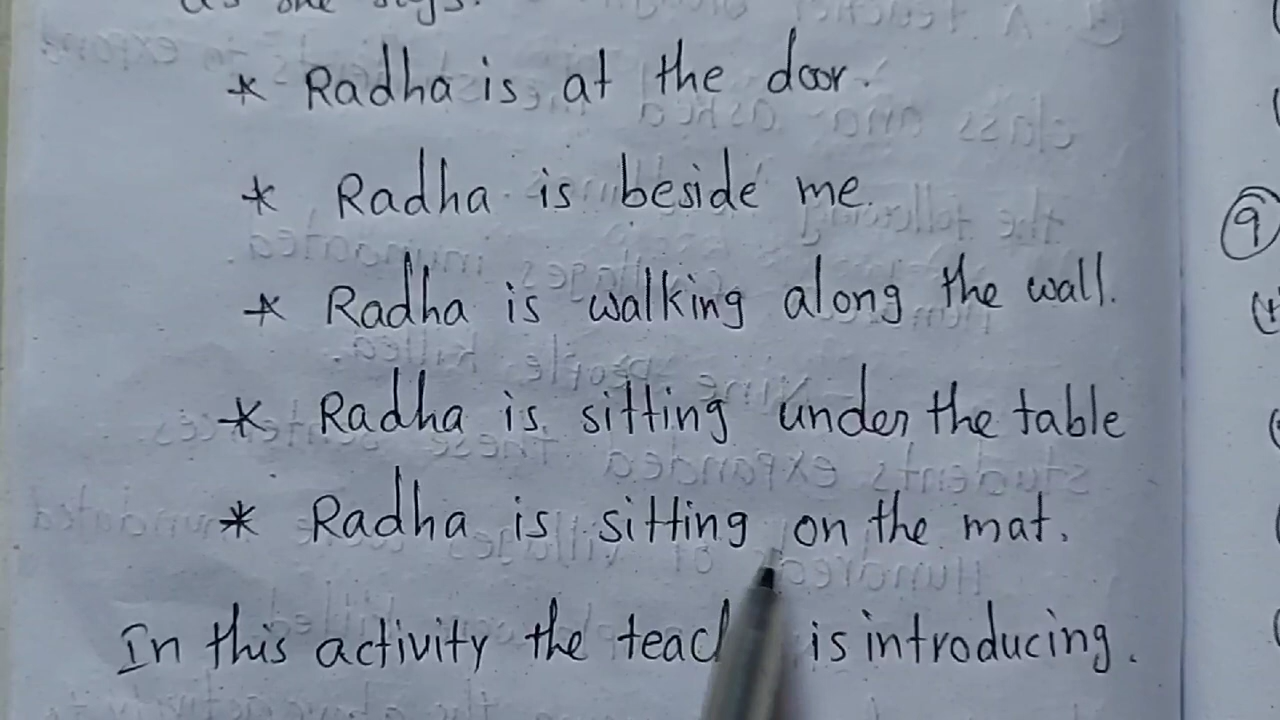 * Radha is at the door.
* Radha is beside me.
* Radha is walking along the wall.
* Radha is sitting under the table
* Radha is sitting on the mat.
In this activity the is introducing.
9